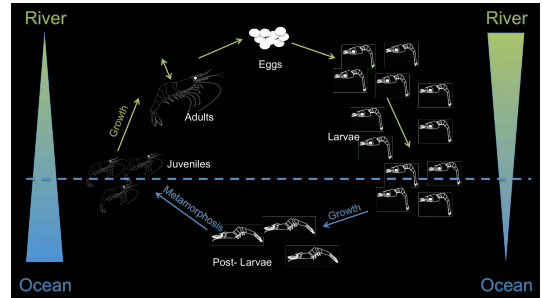 River
River
Eggs
Growth
Adults
Larvae
Juveniles
Metamorphosis
Growth
Post- Larvae
Ocean
Ocean